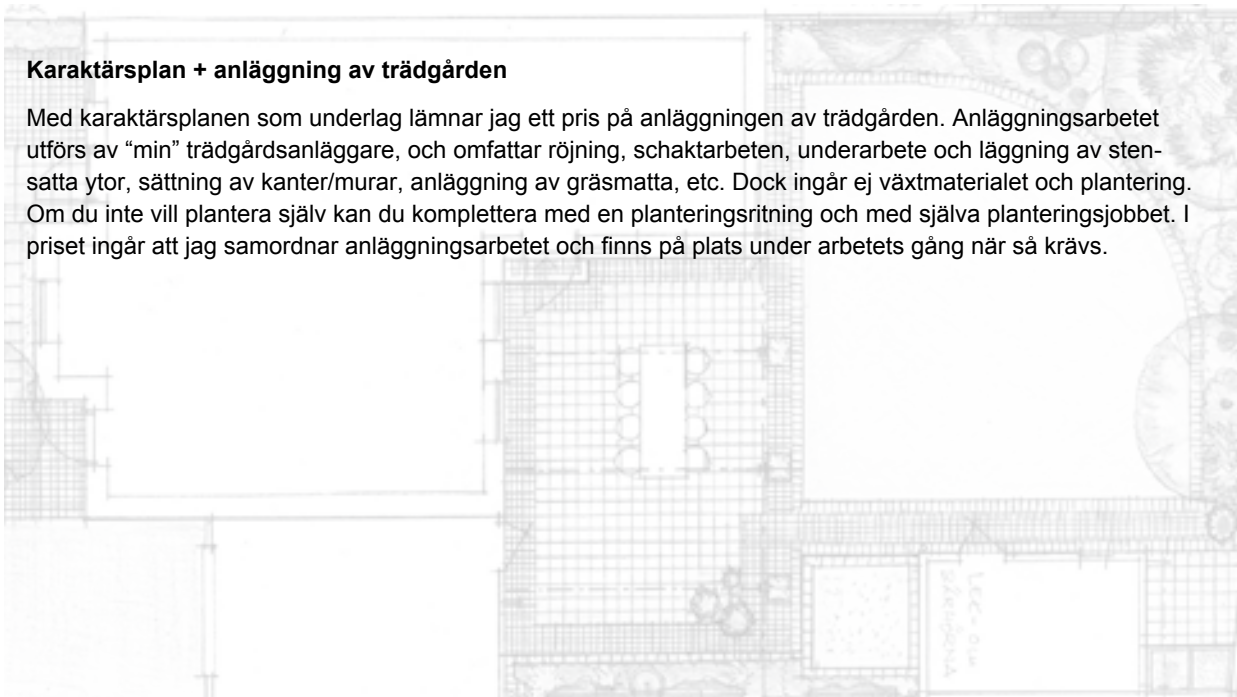 Karaktärsplan + anläggning av trädgården
Med karaktärsplanen som underlag lämnar jag ett pris på anläggningen av trädgården. Anläggningsarbetet
utförs av “min” trädgårdsanläggare, och omfattar röjning, schaktarbeten, underarbete och läggning av sten-
satta ytor, sättning av kanter/murar, anläggning av gräsmatta, etc. Dock ingår ej växtmaterialet och plantering.
Om du inte vill plantera själv kan du komplettera med en planteringsritning och med själva planteringsjobbet. I
priset ingår att jag samordnar anläggningsarbetet och finns på plats under arbetets gång när så krävs.